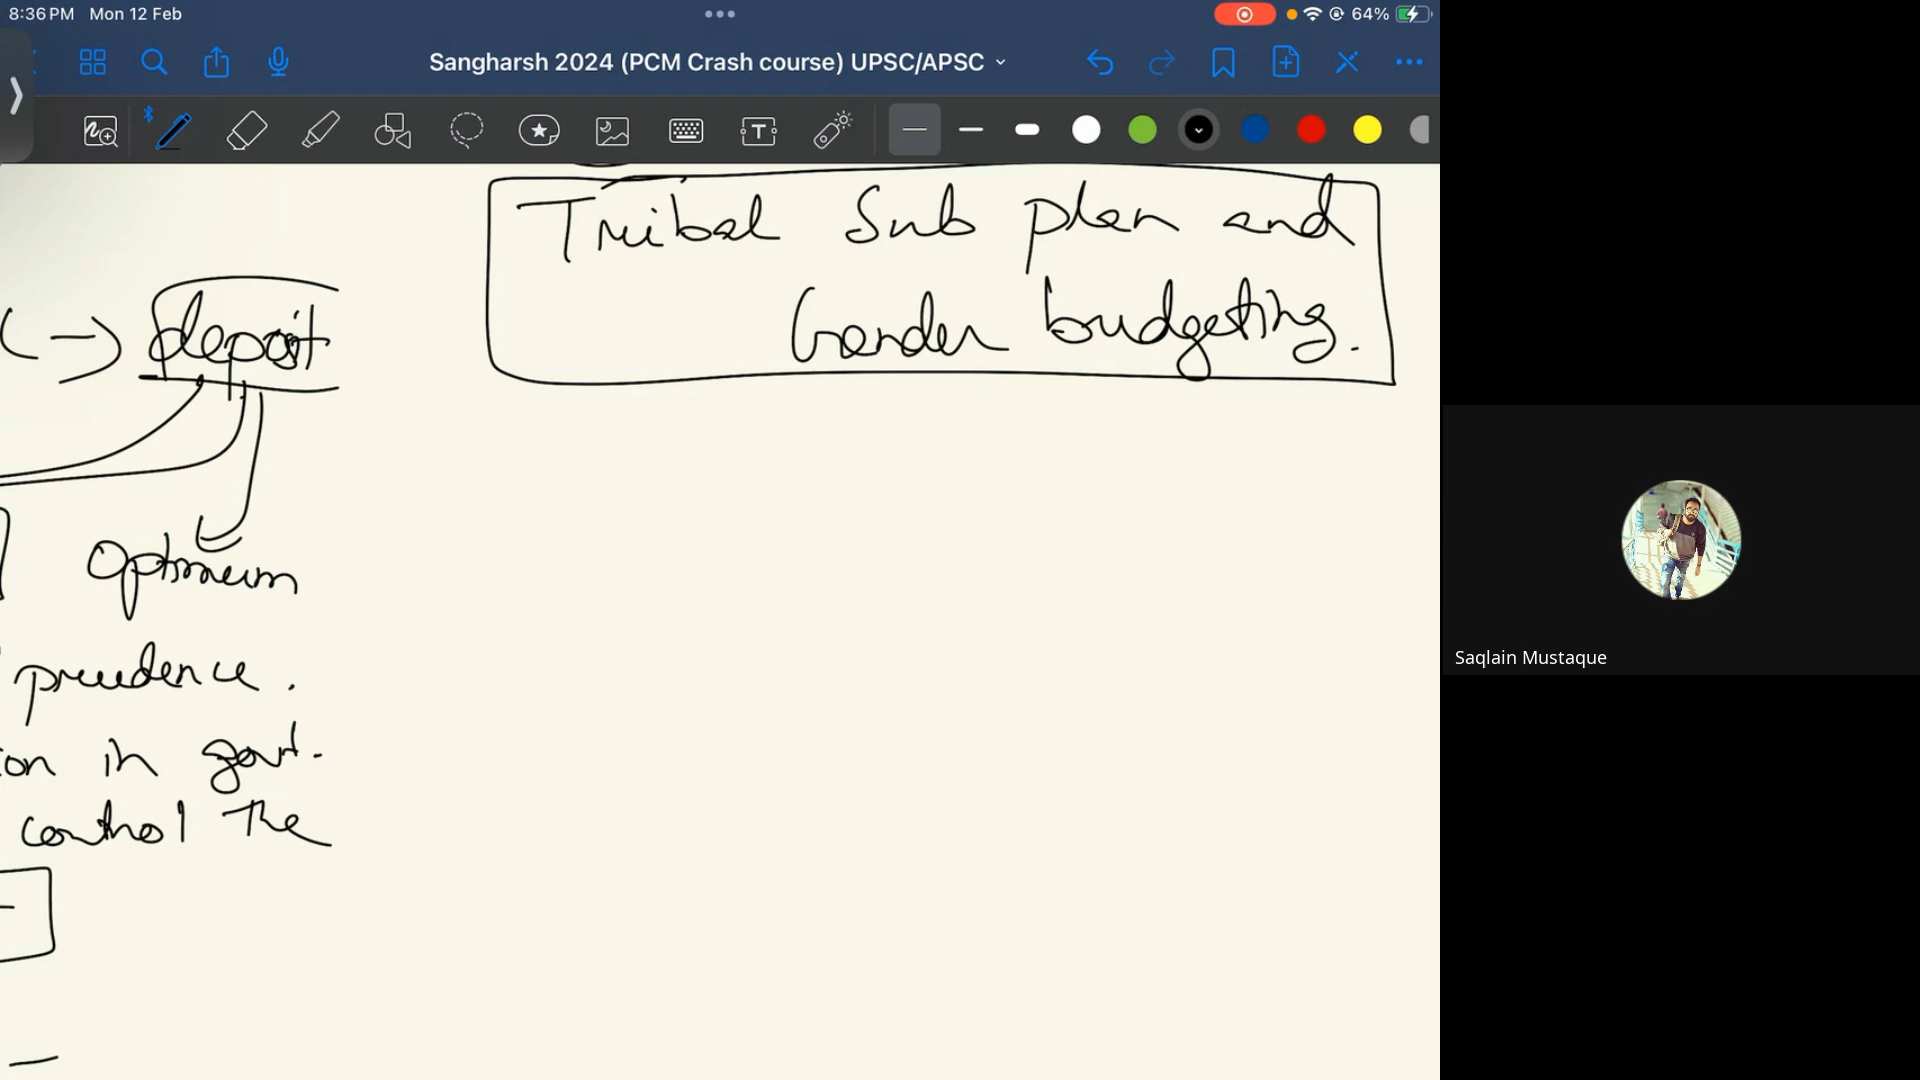 8:36 PM Mon 12 Feb
64%
Sangharsh 2024 (PCM Crash course) UPSC/APSC
Tribal Sub plan and
Gender budgeting.
(-) deposit
optimum
prudence.
on in govt.
control the
Saqlain Mustaque